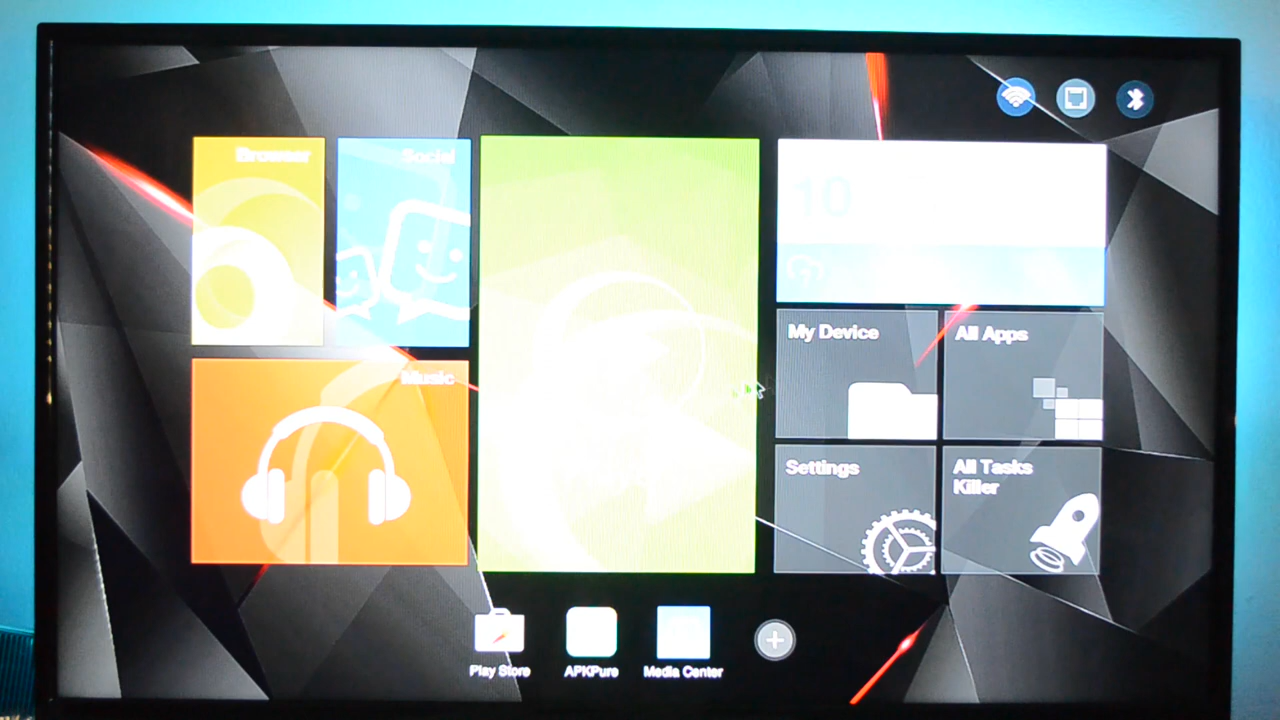 Browser
Social
10
Music
My Device
All Apps
Settings
All Tasks
Killer
Play Store
APKPure
Media Center